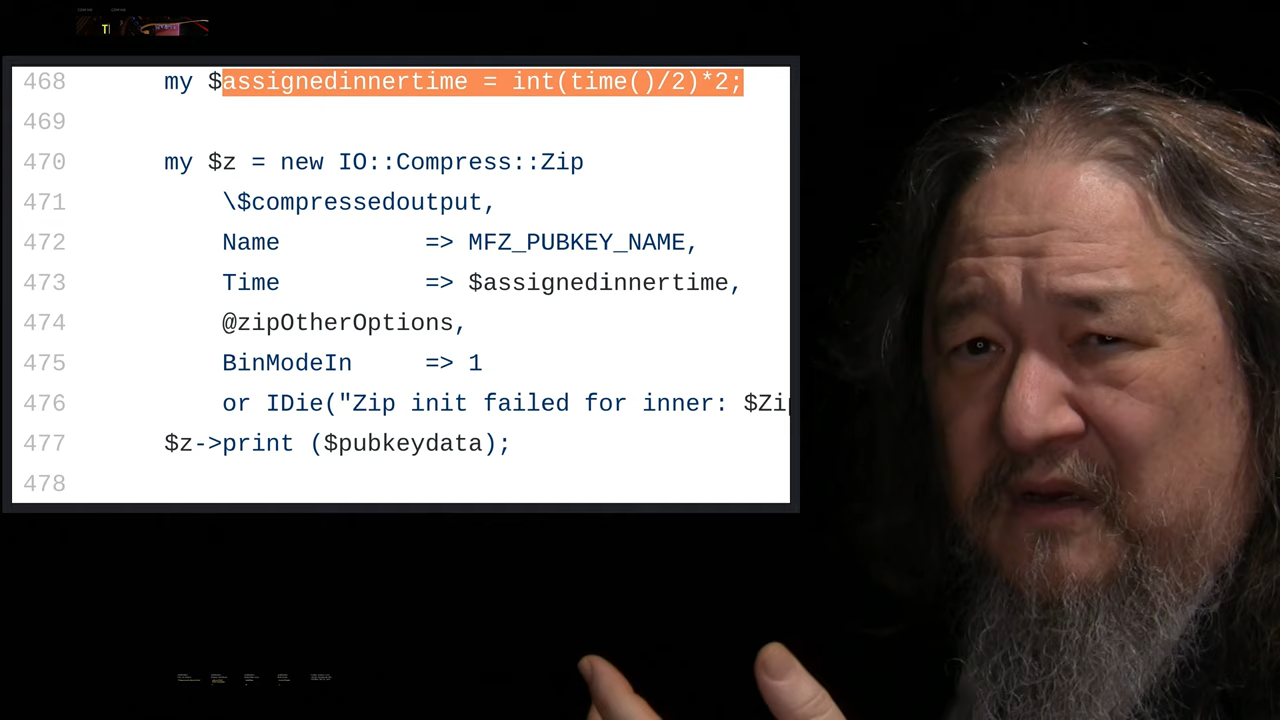 468 my $assignedinnertime = int(time()/2)*2;
469
470 my $z = new IO::Compress::Zip
471 \$compressedoutput,
472 Name => MFZ_PUBKEY_NAME,
473 Time => $assignedinnertime,
474 @zipOtherOptions,
475 BinModeIn => 1
476 or IDie("Zip init failed for inner: $Zip
477 $z->print ($pubkeydata);
478